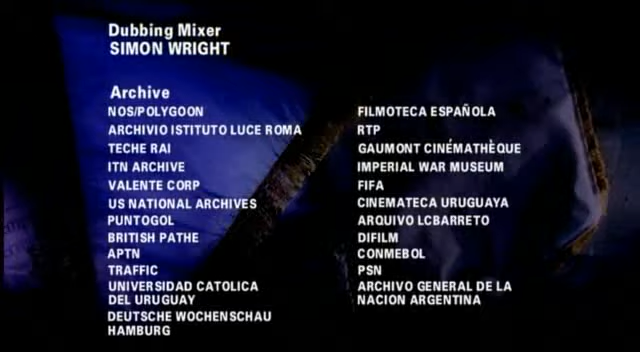 Dubbing Mixer
SIMON WRIGHT
Archive
NOS/POLYGOON
ARCHIVIO ISTITUTO LUCE ROMA
TECHE RAI
ITN ARCHIVE
VALENTE CORP
US NATIONAL ARCHIVES
PUNTOGOL
BRITISH PATHE
APTN
TRAFFIC
UNIVERSIDAD CATOLICA
DEL URUGUAY
DEUTSCHE WOCHENSCHAU
HAMBURG
FILMOTECA ESPAÑOLA
RTP
GAUMONT CINÉMATHÈQUE
IMPERIAL WAR MUSEUM
FIFA
CINEMATECA URUGUAYA
ARQUIVO LCBARRETO
DIFILM
CONMEBOL
PSN
ARCHIVO GENERAL DE LA
NACION ARGENTINA